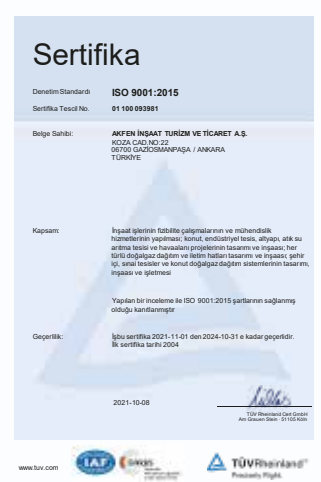 Sertifika
Denetim Standardı ISO 9001:2015
Sertifika Tescil No. 01 100 093981
Belge Sahibi: AKFEN İNŞAAT TURİZM VE TİCARET A.Ş.
KOZA CAD.NO:22
06700 GAZİOSMANPAŞA / ANKARA
TÜRKİYE
Kapsam: İnşaat işlerinin fizibilite çalışmalarının ve mühendislik
hizmetlerinin yapılması; konut, endüstriyel tesis, altyapı, atık su
arıtma tesisi ve havaalanı projelerinin tasarımı ve inşaası; her
türlü doğalgaz dağıtım ve iletim hatları tasarımı ve inşaası; şehir
içi, sınai tesisler ve konut doğalgaz dağıtım sistemlerinin tasarımı,
inşaası ve işletmesi
Yapılan bir inceleme ile ISO 9001:2015 şartlarının sağlanmış
olduğu kanıtlanmıştır
Geçerlilik: İşbu sertifika 2021-11-01 den 2024-10-31 e kadar geçerlidir.
İlk sertifika tarihi 2004
2021-10-08
TÜV Rheinland Cert GmbH
Am Grauen Stein · 51105 Köln
www.tuv.com
IAF
DAkkS
TÜVRheinland®
Precisely Right.